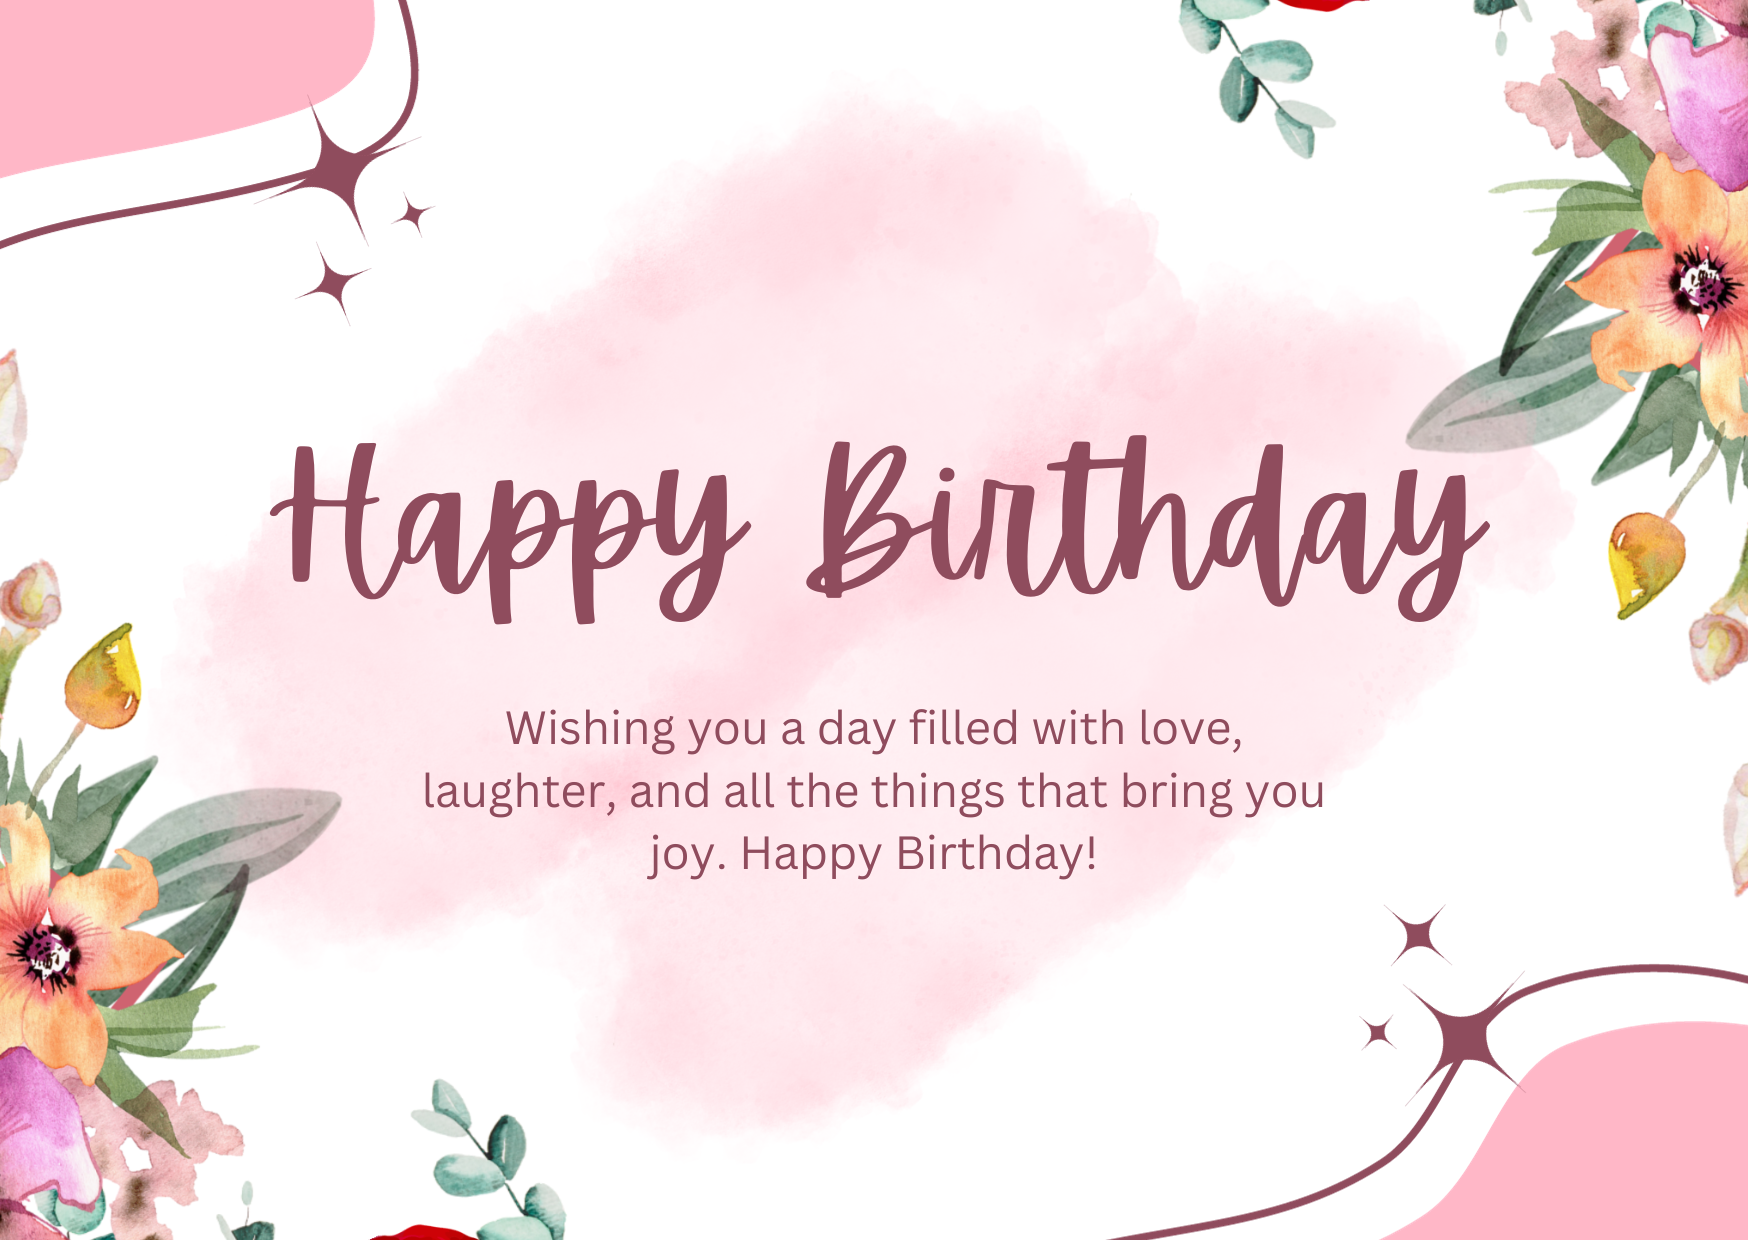 Happy Birthday
Wishing you a day filled with love,
laughter, and all the things that bring you
joy. Happy Birthday!